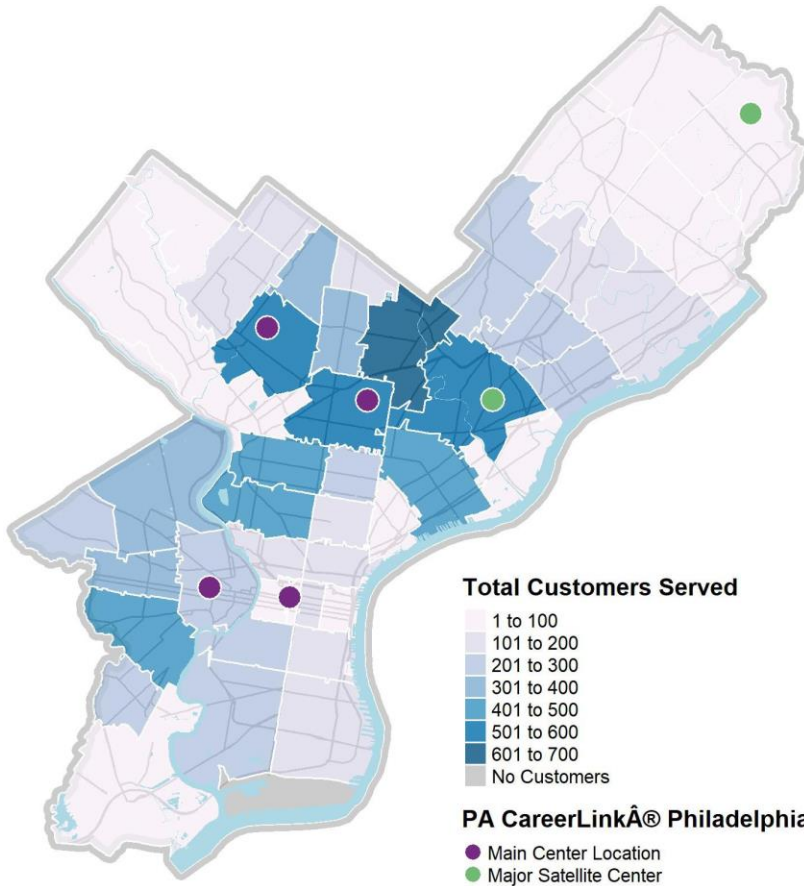 Total Customers Served
1 to 100
101 to 200
201 to 300
301 to 400
401 to 500
501 to 600
601 to 700
No Customers
PA CareerLinkÂ® Philadelphia
Main Center Location
Major Satellite Center